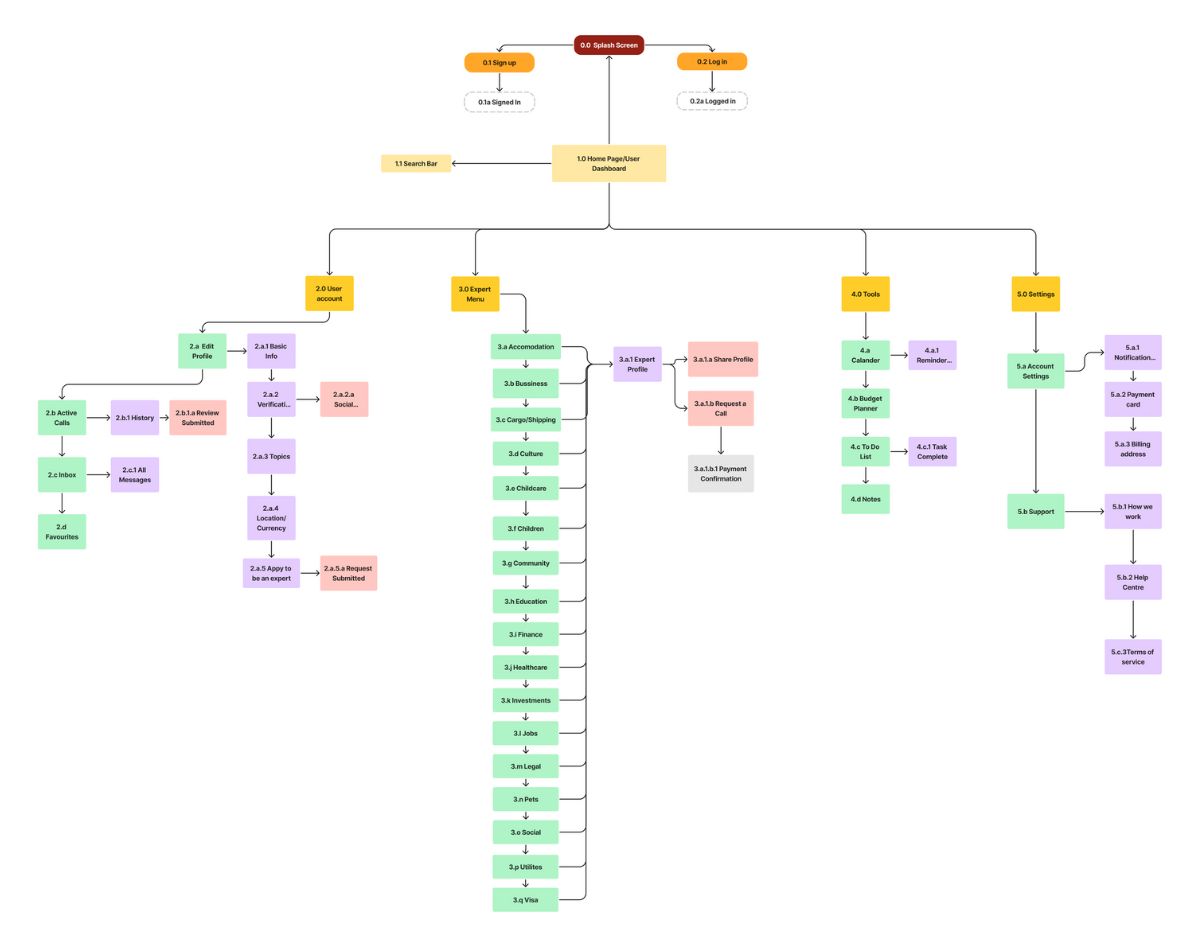 0.0 Splash Screen
0.1 Sign up
0.2 Log in
0.1a Signed In
0.2a Logged in
1.1 Search Bar
1.0 Home Page/User
Dashboard
2.0 User
account
2.a Edit
Profile
2.a.1 Basic
Info
2.a.2
Verificati...
2.a.2.a
Social...
2.b Active
Calls
2.b.1 History
2.b.1.a Review
Submitted
2.a.3 Topics
2.c Inbox
2.c.1 All
Messages
2.a.4
Location/
Currency
2.d
Favourites
2.a.5 Appy to
be an expert
2.a.5.a Request
Submitted
3.0 Expert
Menu
3.a Accomodation
3.b Bussiness
3.c Cargo/Shipping
3.d Culture
3.e Childcare
3.f Children
3.g Community
3.h Education
3.i Finance
3.j Healthcare
3.k Investments
3.l Jobs
3.m Legal
3.n Pets
3.o Social
3.p Utilites
3.q Visa
3.a.1 Expert
Profile
3.a.1.a Share Profile
3.a.1.b Request a
Call
3.a.1.b.1 Payment
Confirmation
4.0 Tools
4.a
Calander
4.a.1
Reminder...
4.b Budget
Planner
4.c To Do
List
4.c.1 Task
Complete
4.d Notes
5.0 Settings
5.a Account
Settings
5.a.1
Notification...
5.a.2 Payment
card
5.a.3 Billing
address
5.b Support
5.b.1 How we
work
5.b.2 Help
Centre
5.c.3Terms of
service